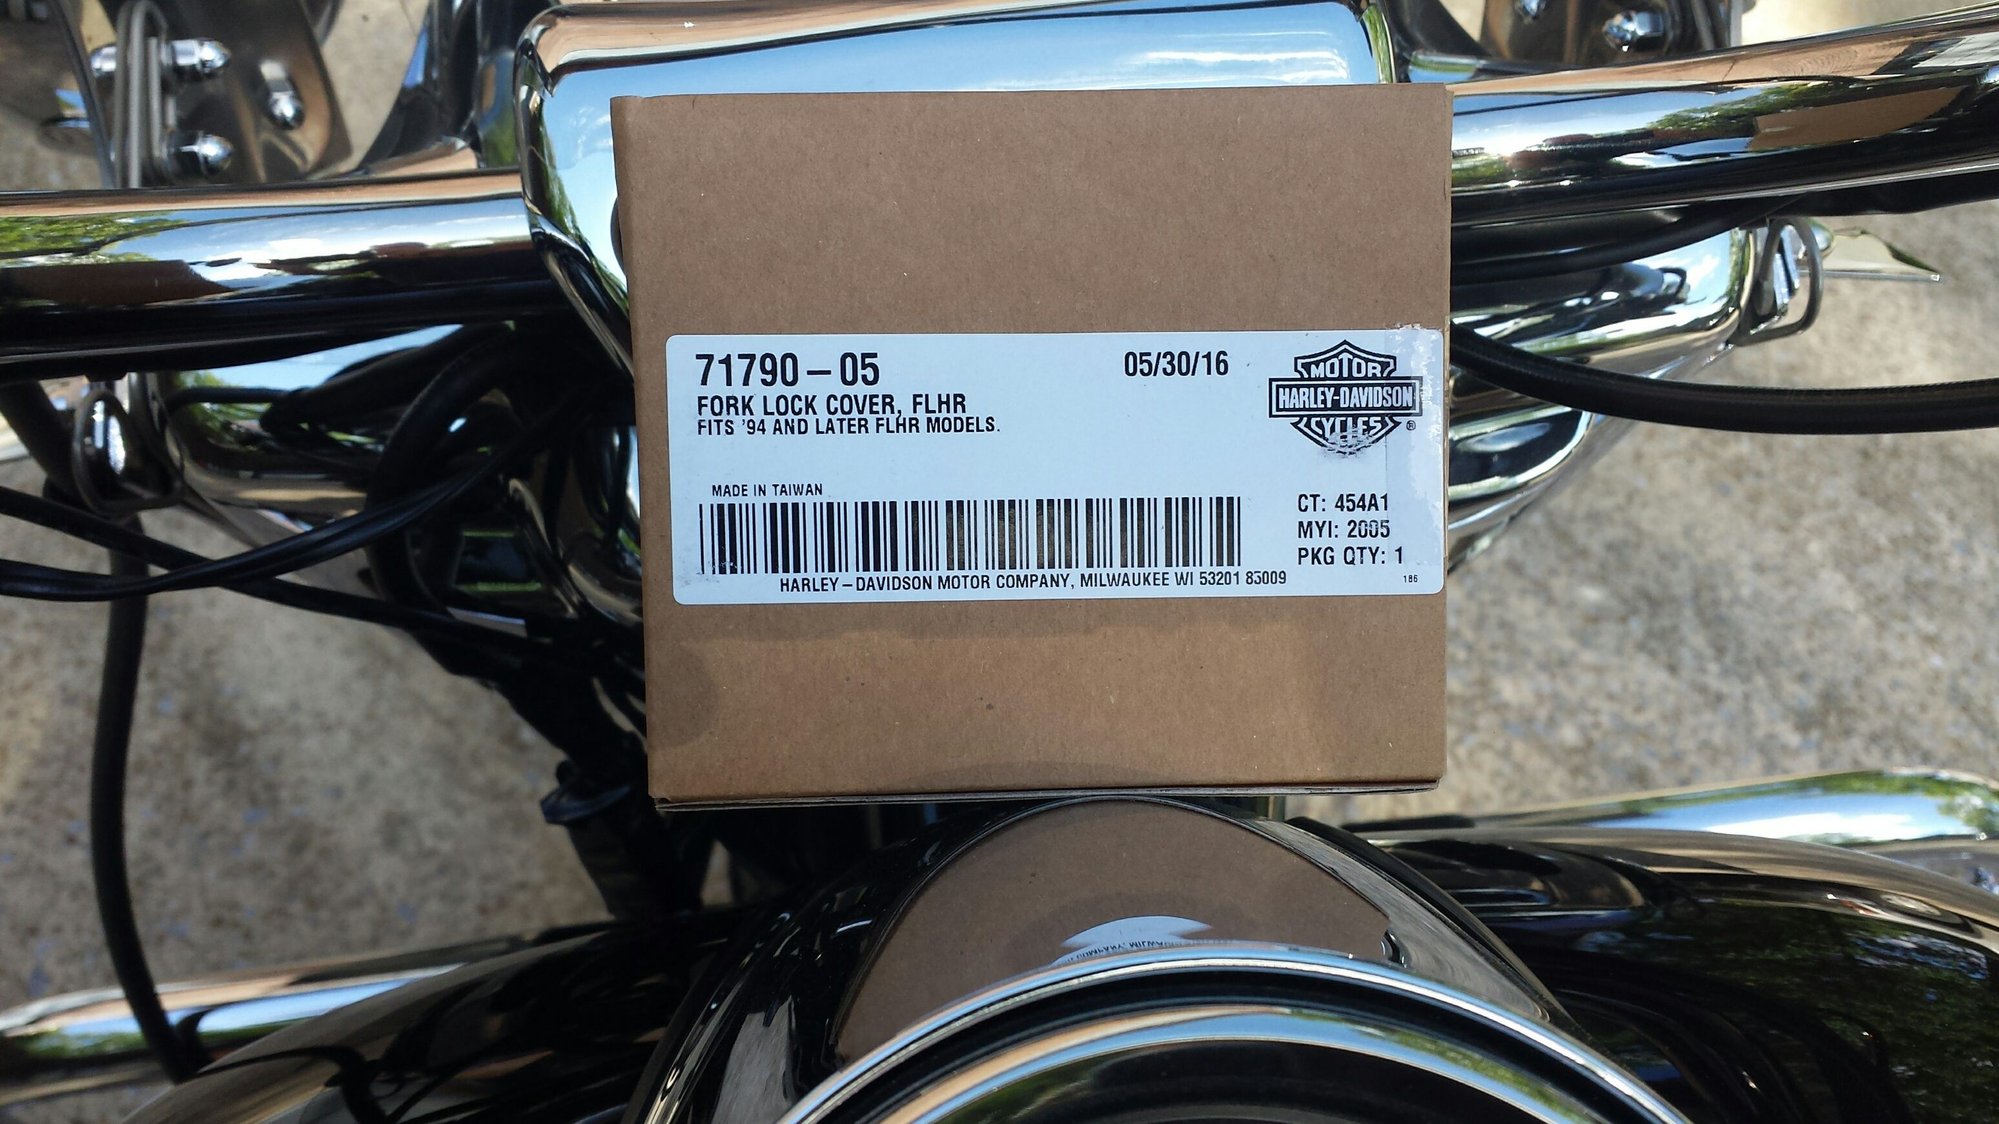 71790-05
05/30/16
FORK LOCK COVER, FLHR
FITS '94 AND LATER FLHR MODELS.
MOTOR
HARLEY-DAVIDSON
CYCLES
®
MADE IN TAIWAN
CT: 454A1
MYI: 2005
PKG QTY: 1
HARLEY-DAVIDSON MOTOR COMPANY, MILWAUKEE WI 53201
186